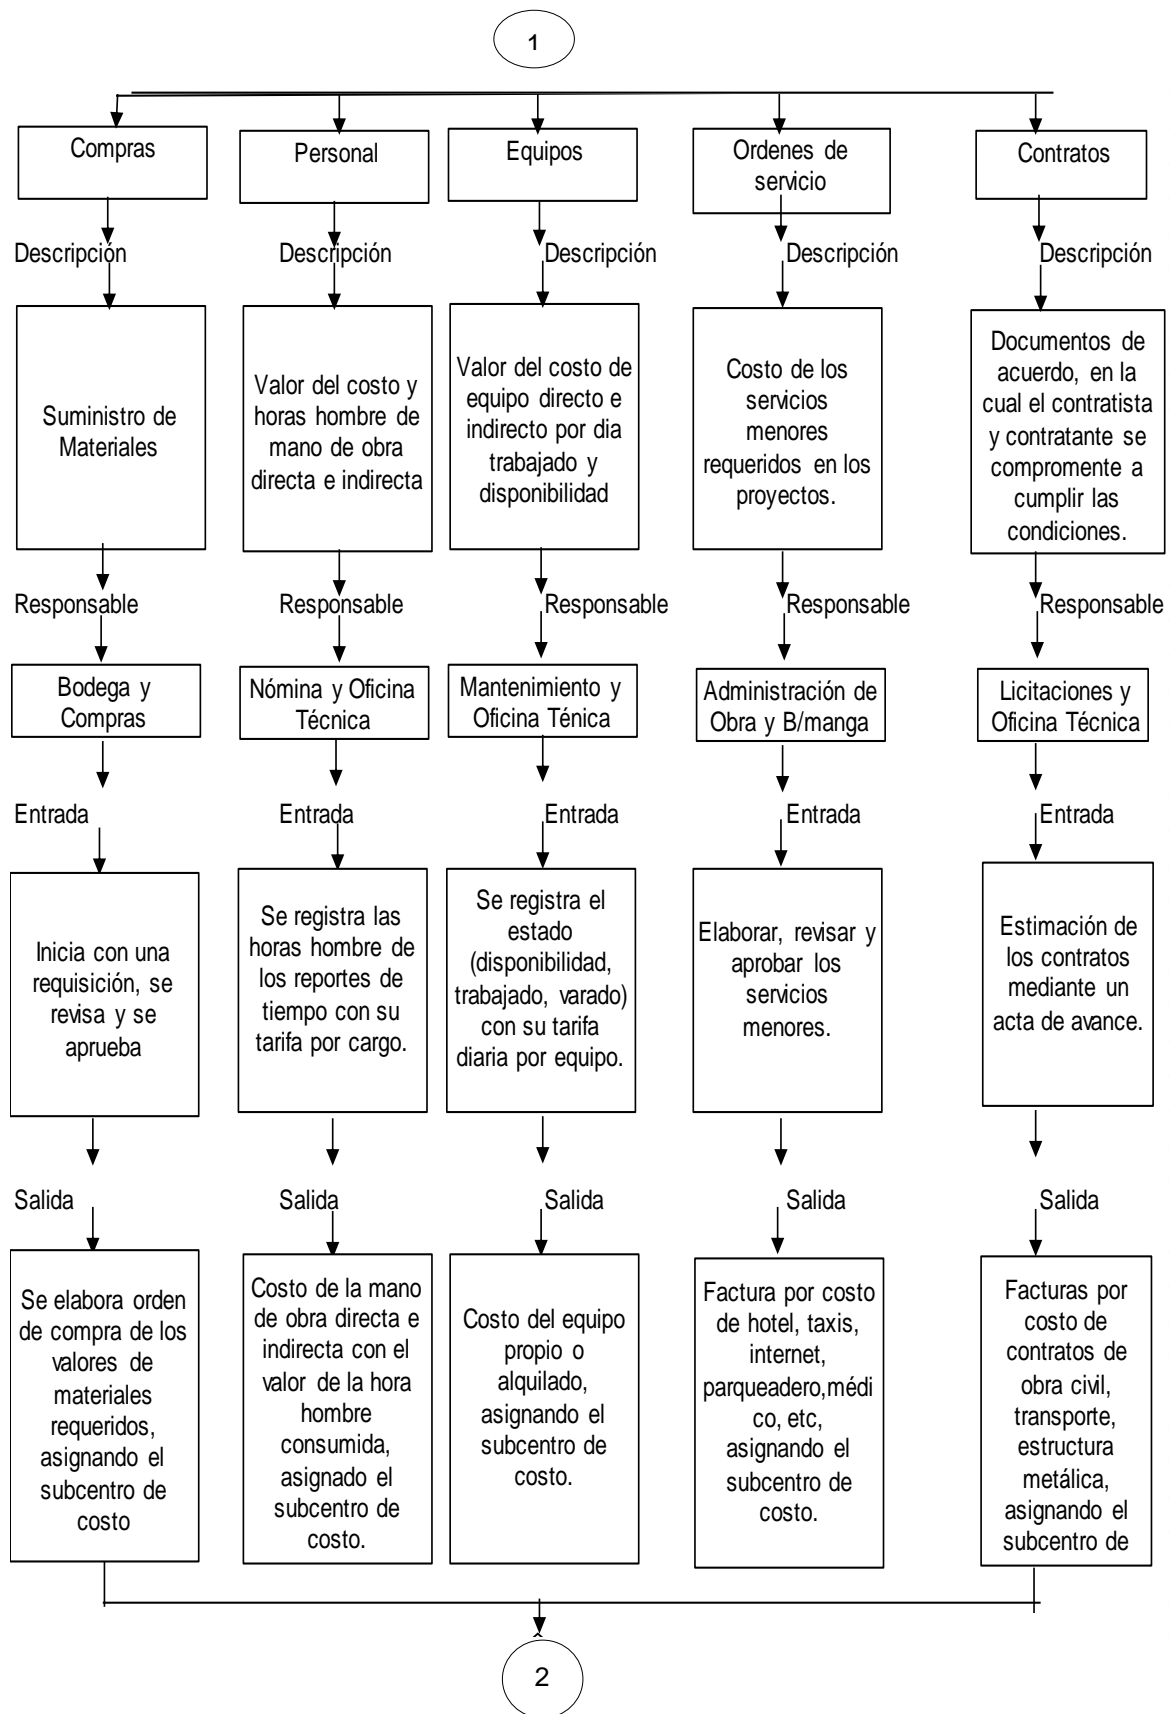 1
Compras
Personal
Equipos
Ordenes de
servicio
Contratos
Descripción
Descripción
Descripción
Descripción
Descripción
Suministro de
Materiales
Valor del costo y
horas hombre de
mano de obra
directa e indirecta
Valor del costo de
equipo directo e
indirecto por dia
trabajado y
disponibilidad
Costo de los
servicios
menores
requeridos en los
proyectos.
Documentos de
acuerdo, en la
cual el contratista
y contratante se
compromente a
cumplir las
condiciones.
Responsable
Responsable
Responsable
Responsable
Responsable
Bodega y
Compras
Nómina y Oficina
Técnica
Mantenimiento y
Oficina Ténica
Administración de
Obra y B/manga
Licitaciones y
Oficina Técnica
Entrada
Entrada
Entrada
Entrada
Entrada
Inicia con una
requisición, se
revisa y se
aprueba
Se registra las
horas hombre de
los reportes de
tiempo con su
tarifa por cargo.
Se registra el
estado
(disponibilidad,
trabajado, varado)
con su tarifa
diaria por equipo.
Elaborar, revisar y
aprobar los
servicios
menores.
Estimación de
los contratos
mediante un
acta de avance.
Salida
Salida
Salida
Salida
Salida
Se elabora orden
de compra de los
valores de
materiales
requeridos,
asignando el
subcentro de
costo
Costo de la mano
de obra directa e
indirecta con el
valor de la hora
hombre
consumida,
asignado el
subcentro de
costo.
Costo del equipo
propio o
alquilado,
asignando el
subcentro de
costo.
Factura por costo
de hotel, taxis,
internet,
parqueadero,médi
co, etc,
asignando el
subcentro de
costo.
Facturas por
costo de
contratos de
obra civil,
transporte,
estructura
metálica,
asignando el
subcentro de
2